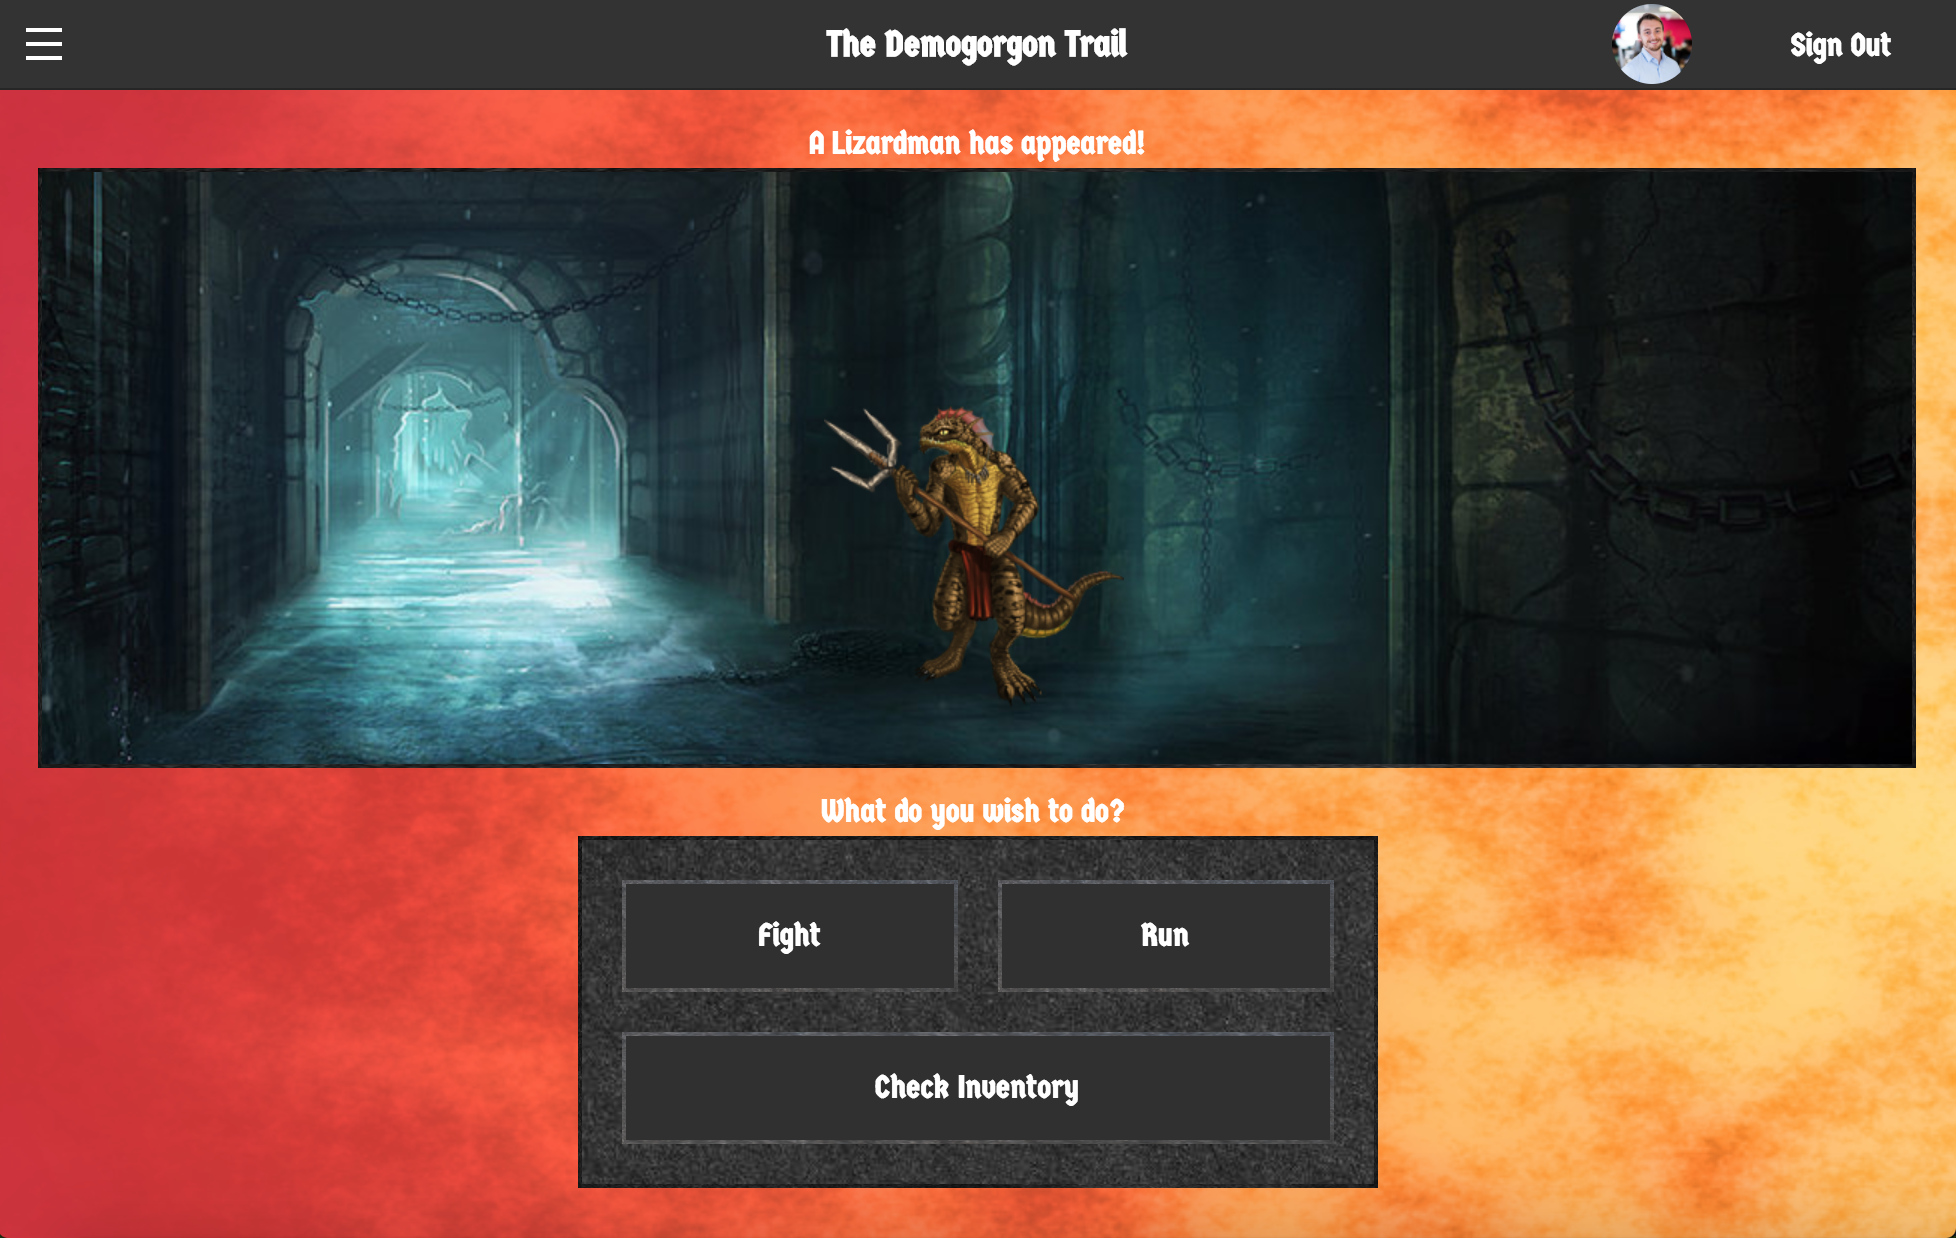 The Demogorgon Trail
Sign Out
A Lizardman has appeared!
What do you wish to do?
Fight
Run
Check Inventory